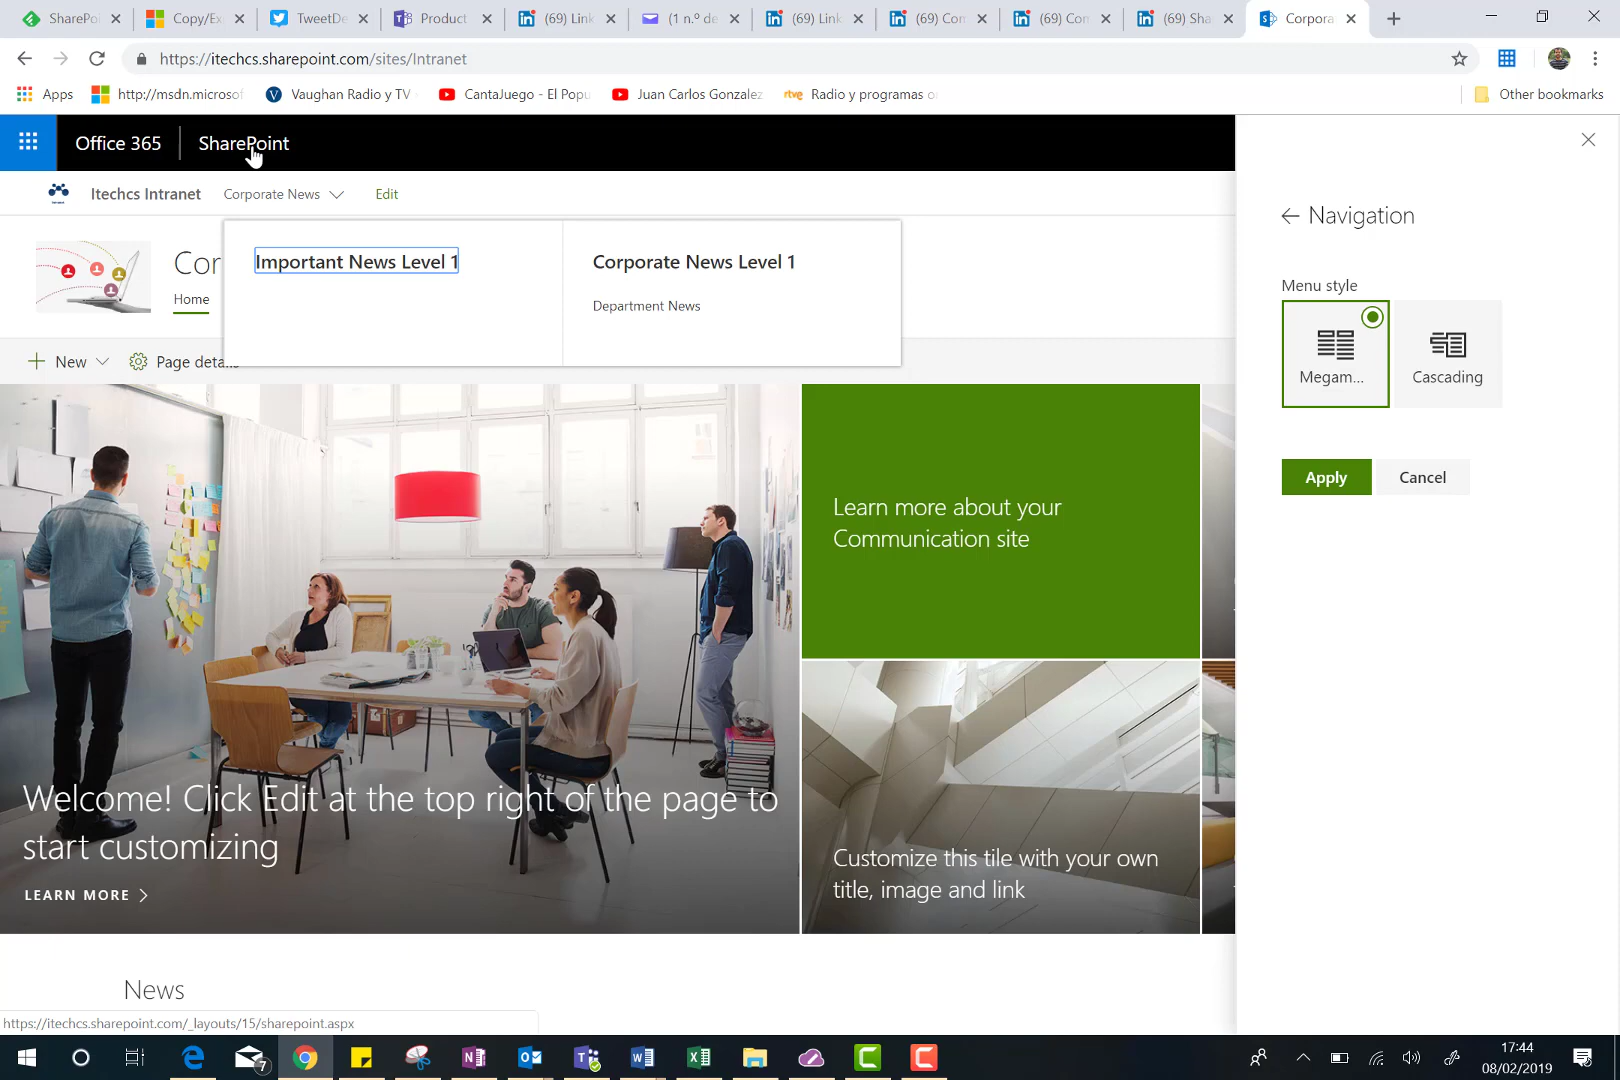 SharePoi
Copy/Ex
TweetDe
Product
(69) Link
(1 n.º de
(69) Link
(69) Con
(69) Con
(69) Sha
Corpora
https://itechcs.sharepoint.com/sites/Intranet
Apps
http://msdn.microsof
Vaughan Radio y TV
CantaJuego - El Popu
Juan Carlos Gonzalez
rtve
Radio y programas o
Other bookmarks
Office 365
SharePoint
Itechcs Intranet
Corporate News
Edit
Cor
Home
Important News Level 1
Corporate News Level 1
Department News
New
Page details
Navigation
Menu style
Megam...
Cascading
Apply
Cancel
Learn more about your
Communication site
Welcome! Click Edit at the top right of the page to
start customizing
LEARN MORE
Customize this tile with your own
title, image and link
News
https://itechcs.sharepoint.com/_layouts/15/sharepoint.aspx
7
17:44
08/02/2019